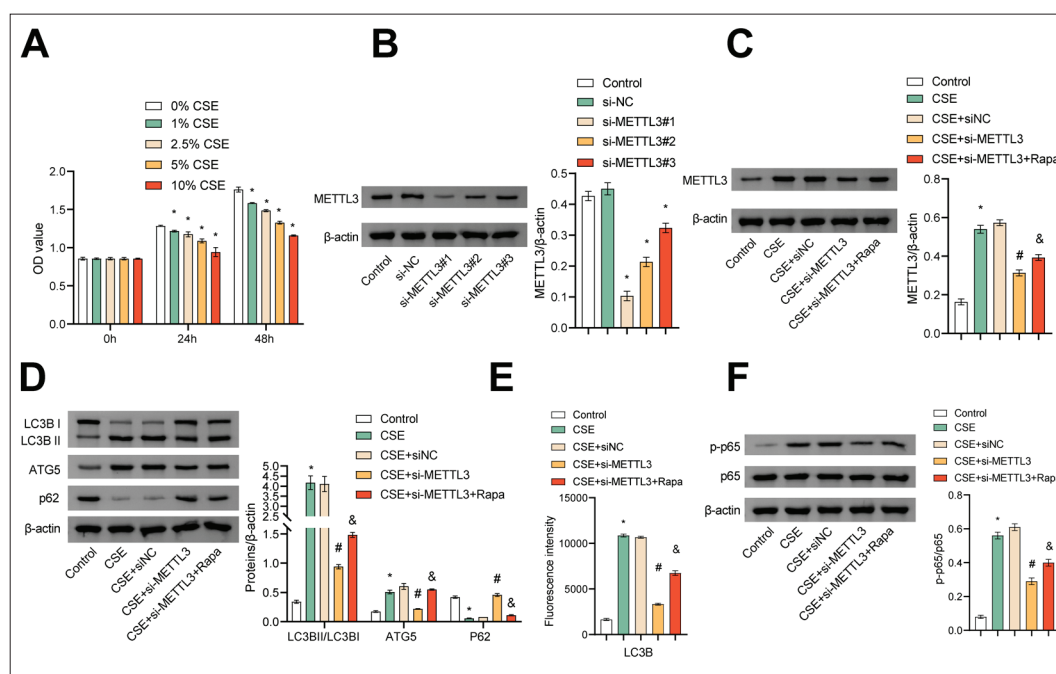 A
0% CSE
1% CSE
2.5% CSE
5% CSE
10% CSE
OD value
2.0
1.5
1.0
0.5
0.0
* * * *
* * * *
0h
24h
48h
B
METTL3
β-actin
Control
si-NC
si-METTL3#1
si-METTL3#2
si-METTL3#3
Control
si-NC
si-METTL3#1
si-METTL3#2
si-METTL3#3
METTL3/β-actin
0.5
0.4
0.3
0.2
0.1
0.0
* * *
C
METTL3
β-actin
Control
CSE
CSE+siNC
CSE+si-METTL3
CSE+si-METTL3+Rapa
Control
CSE
CSE+siNC
CSE+si-METTL3
CSE+si-METTL3+Rapa
METTL3/β-actin
0.8
0.6
0.4
0.2
0.0
* # &
D
LC3B I
LC3B II
ATG5
p62
β-actin
Control
CSE
CSE+siNC
CSE+si-METTL3
CSE+si-METTL3+Rapa
Control
CSE
CSE+siNC
CSE+si-METTL3
CSE+si-METTL3+Rapa
Proteins/β-actin
5.0
4.5
4.0
3.5
3.0
2.5
1.5
1.0
0.5
0.0
* # &
* # &
* # &
LC3BII/LC3BI
ATG5
P62
E
Control
CSE
CSE+siNC
CSE+si-METTL3
CSE+si-METTL3+Rapa
Fluorescence intensity
15000
10000
5000
0
* # &
LC3B
F
p-p65
p65
β-actin
Control
CSE
CSE+siNC
CSE+si-METTL3
CSE+si-METTL3+Rapa
Control
CSE
CSE+siNC
CSE+si-METTL3
CSE+si-METTL3+Rapa
p-p65/p65
0.8
0.6
0.4
0.2
0.0
* # &